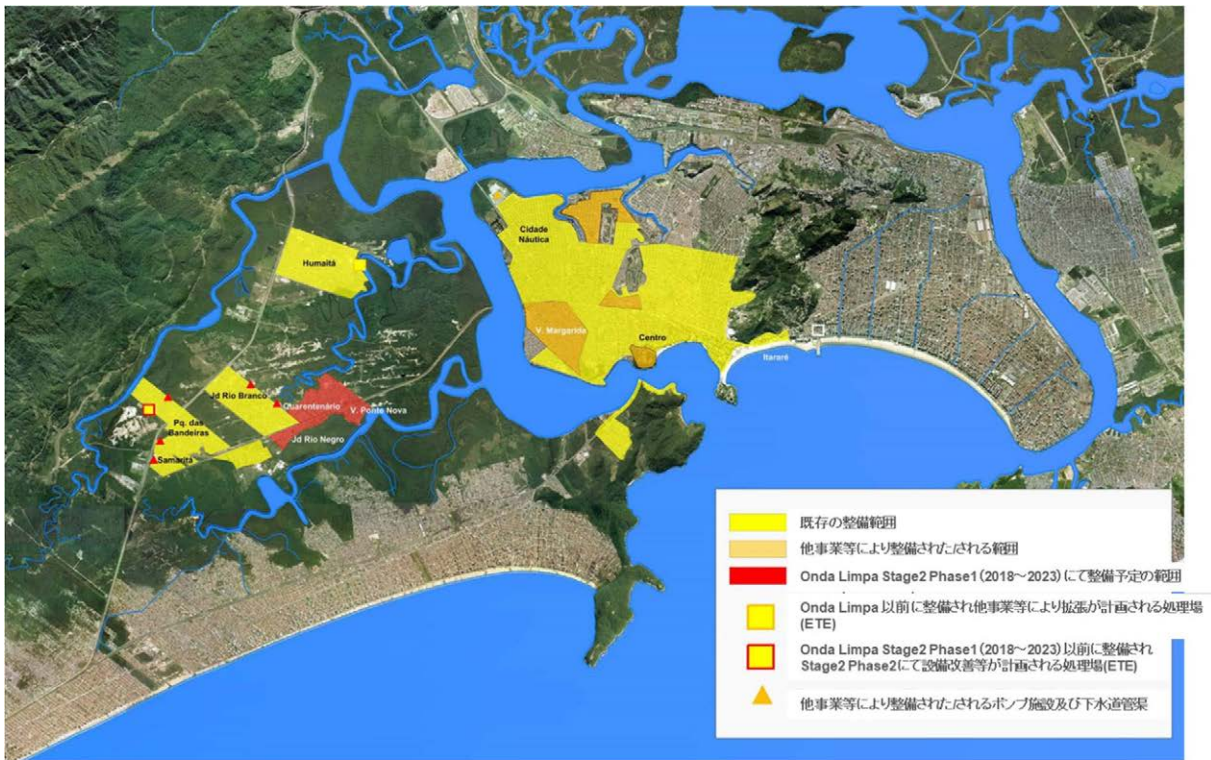 Cidade
Náutica
Humaitá
V. Margarida
Centro
Itararé
Jd Rio Branco
Quarentenário
V. Ponte Nova
Pq. das
Bandeiras
Jd Rio Negro
Samaritá
既存の整備範囲
他事業等により整備された/される範囲
Onda Limpa Stage2 Phase1（2018～2023）にて整備予定の範囲
Onda Limpa 以前に整備され他事業等により拡張が計画される処理場
(ETE)
Onda Limpa Stage2 Phase1（2018～2023）以前に整備され
Stage2 Phase2にて設備改善等が計画される処理場(ETE)
他事業等により整備された/されるポンプ施設及び下水道管渠